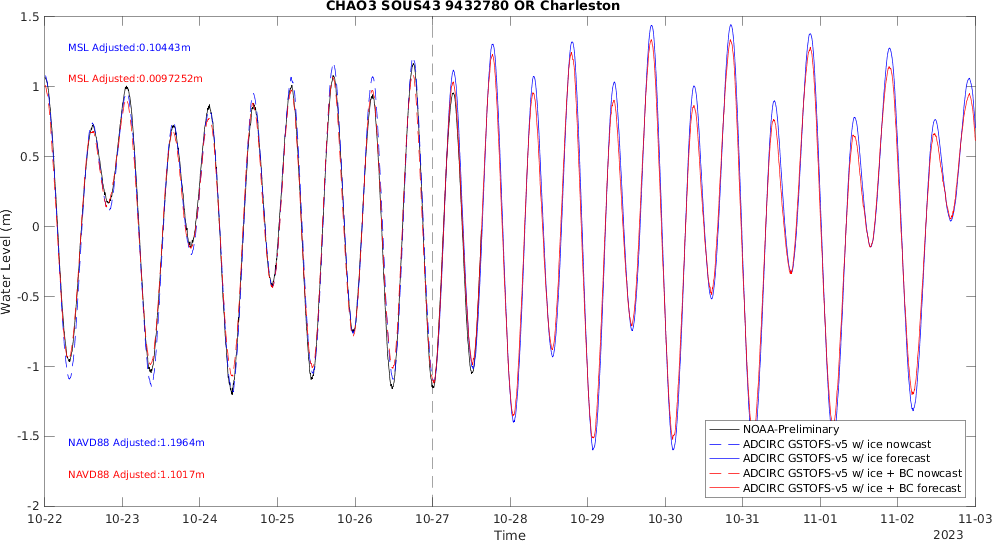 CHAO3 SOUS43 9432780 OR Charleston
1.5
1
0.5
0
-0.5
-1
-1.5
-2
Water Level (m)
MSL Adjusted:0.10443m
MSL Adjusted:0.0097252m
NAVD88 Adjusted:1.1964m
NAVD88 Adjusted:1.1017m
NOAA-Preliminary
ADCIRC GSTOFS-v5 w/ ice nowcast
ADCIRC GSTOFS-v5 w/ ice forecast
ADCIRC GSTOFS-v5 w/ ice + BC nowcast
ADCIRC GSTOFS-v5 w/ ice + BC forecast
10-22 10-23 10-24 10-25 10-26 10-27 10-28 10-29 10-30 10-31 11-01 11-02 11-03
Time
2023